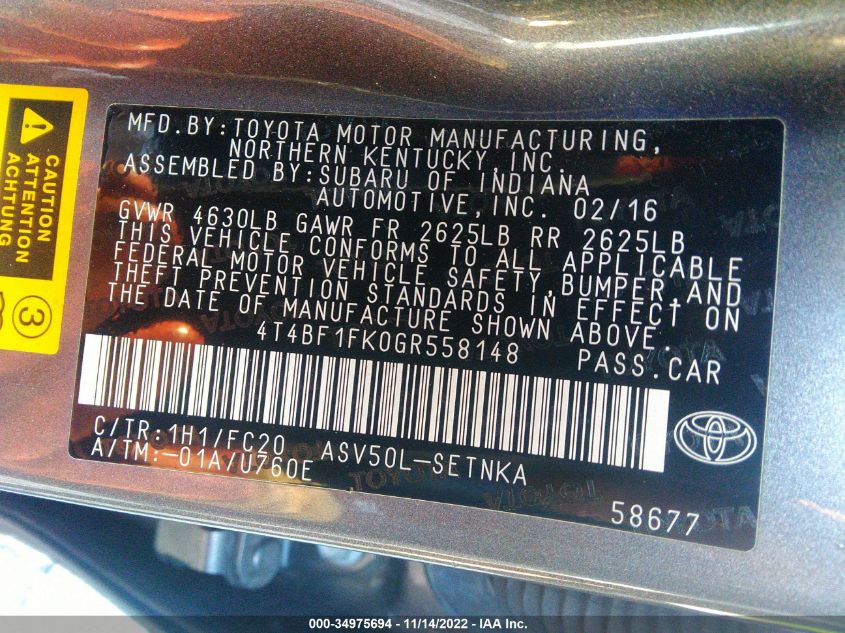 CAUTION
ATTENTION
ACHTUNG
3
MFD.BY:TOYOTA MOTOR MANUFACTURING,
NORTHERN KENTUCKY,INC.
ASSEMBLED BY:SUBARU OF INDIANA
AUTOMOTIVE,INC. 02/16
GVWR 4630LB GAWR FR 2625LB RR 2625LB
THIS VEHICLE CONFORMS TO ALL APPLICABLE
FEDERAL MOTOR VEHICLE SAFETY,BUMPER,AND
THEFT PREVENTION STANDARDS IN EFFECT ON
THE DATE OF MANUFACTURE SHOWN ABOVE.
4T4BF1FK0GR558148 PASS.CAR
C/TR:1H1/FC20 ASV50L-SETNKA
A/TM:-01A/U760E
58677
TOYOTA
000-34975694 - 11/14/2022 - IAA Inc.